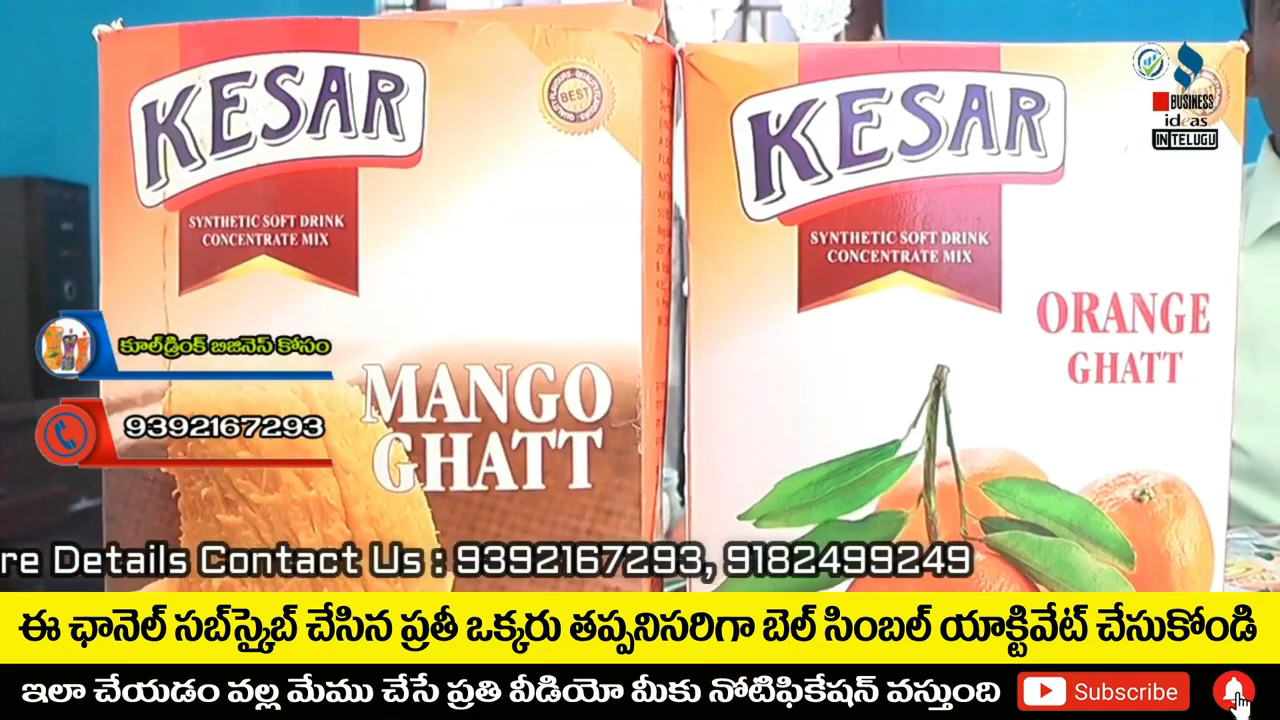 KESAR
BEST
SYNTHETIC SOFT DRINK
CONCENTRATE MIX
MANGO
GHATT
KESAR
SYNTHETIC SOFT DRINK
CONCENTRATE MIX
ORANGE
GHATT
BUSINESS
ideas
IN TELUGU
కూల్‌డ్రింక్ బిజినెస్ కోసం
9392167293
re Details Contact Us : 9392167293, 9182499249
ఈ ఛానెల్ సబ్‌స్క్రైబ్ చేసిన ప్రతీ ఒక్కరు తప్పనిసరిగా బెల్ సింబల్ యాక్టివేట్ చేసుకోండి
ఇలా చేయడం వల్ల మేము చేసే ప్రతి వీడియో మీకు నోటిఫికేషన్ వస్తుంది
Subscribe